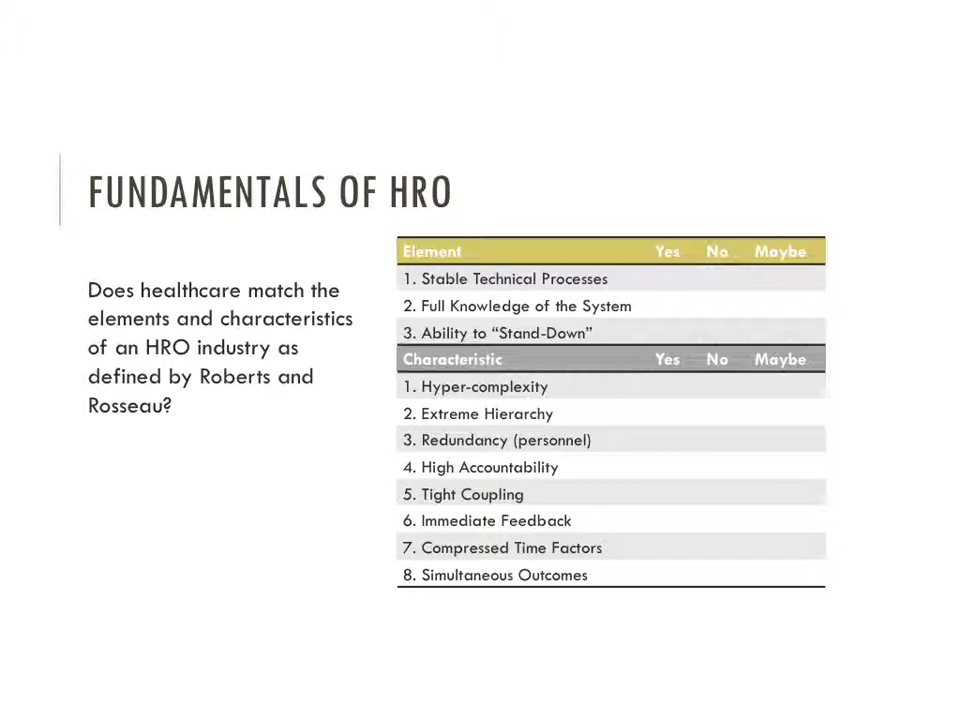 FUNDAMENTALS OF HRO
Does healthcare match the
elements and characteristics
of an HRO industry as
defined by Roberts and
Rosseau?
Element Yes No Maybe
1. Stable Technical Processes
2. Full Knowledge of the System
3. Ability to “Stand-Down”
Characteristic Yes No Maybe
1. Hyper-complexity
2. Extreme Hierarchy
3. Redundancy (personnel)
4. High Accountability
5. Tight Coupling
6. Immediate Feedback
7. Compressed Time Factors
8. Simultaneous Outcomes